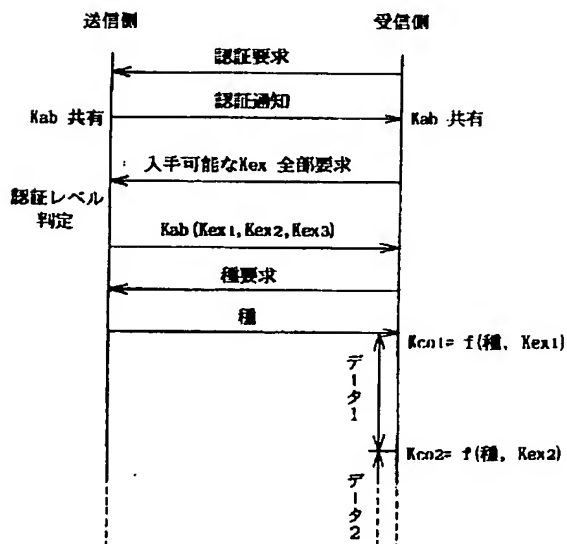 送信側 受信側
認証要求
認証通知
Kab 共有 Kab 共有
入手可能なKex 全部要求
認証レベル
判定
Kab(Kex1,Kex2,Kex3)
種要求
種
Kco1= f(種, Kex1)
データ1
Kco2= f(種, Kex2)
データ2